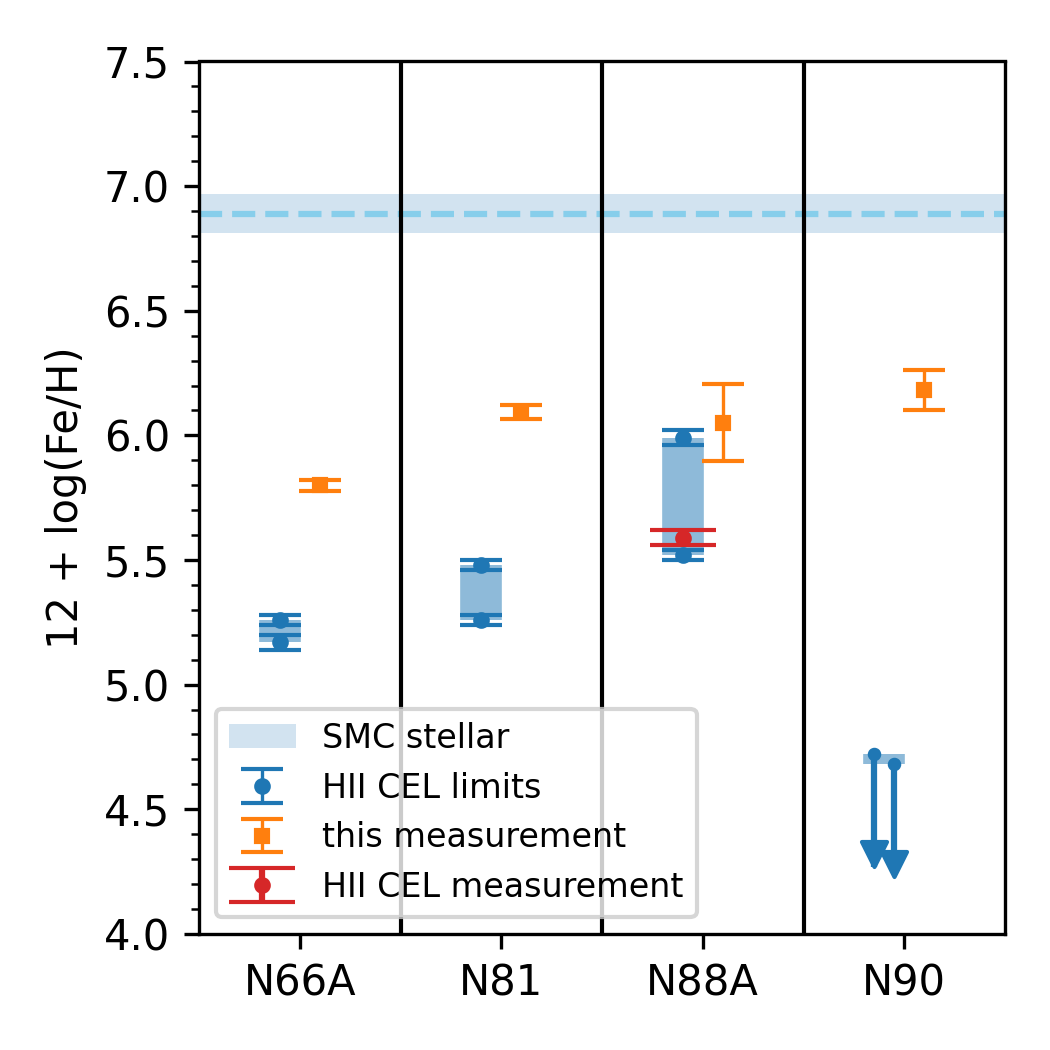 12 + log(Fe/H)
7.5
7.0
6.5
6.0
5.5
5.0
4.5
4.0
SMC stellar
HII CEL limits
this measurement
HII CEL measurement
N66A N81 N88A N90